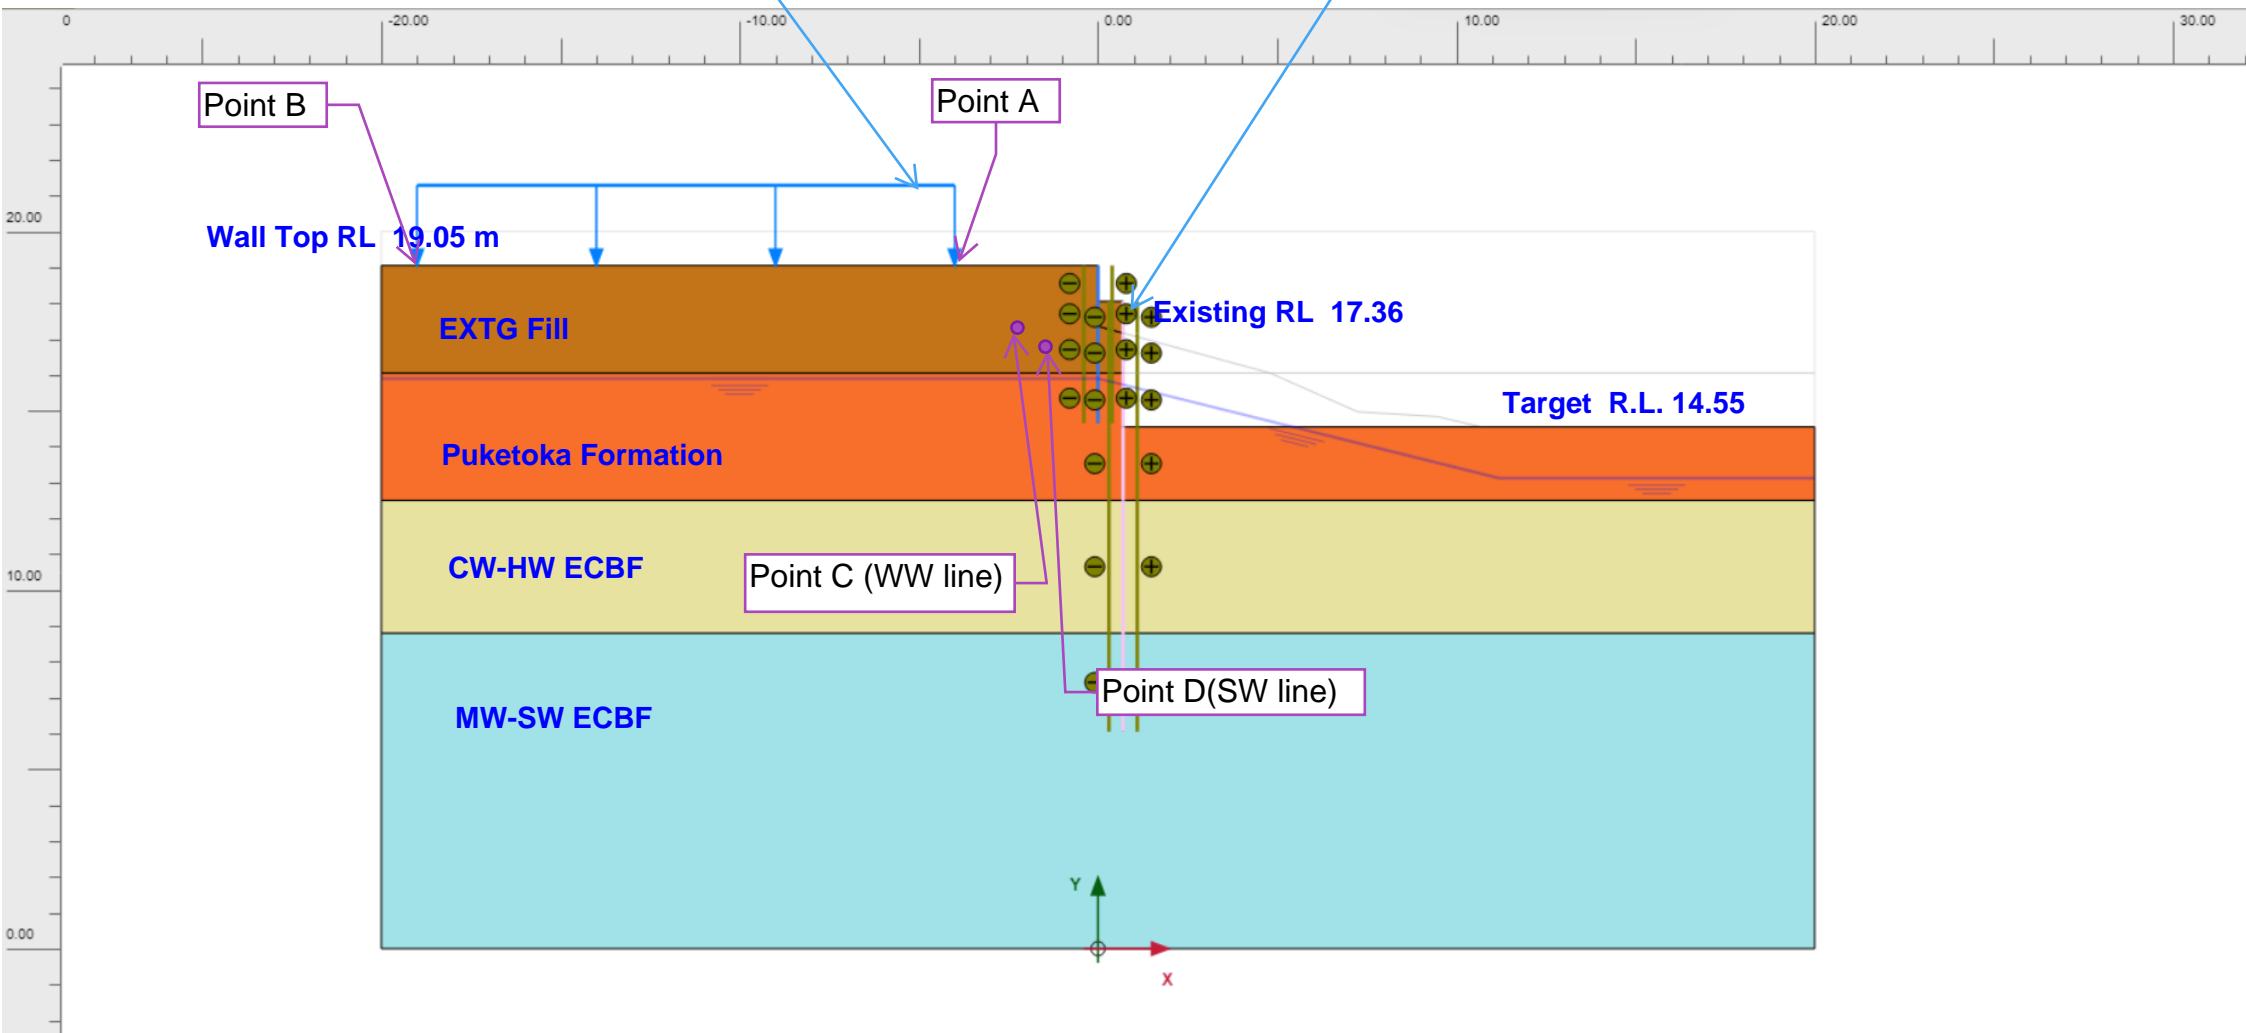 0
-20.00
-10.00
0.00
10.00
20.00
30.00
Point B
Point A
20.00
Wall Top RL 19.05 m
EXTG Fill
Existing RL 17.36
Target R.L. 14.55
Puketoka Formation
10.00
CW-HW ECBF
Point C (WW line)
Point D(SW line)
MW-SW ECBF
Y
0.00
X